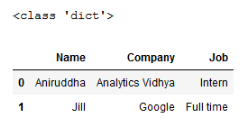 <class 'dict'>
Name Company Job
0 Aniruddha Analytics Vidhya Intern
1 Jill Google Full time